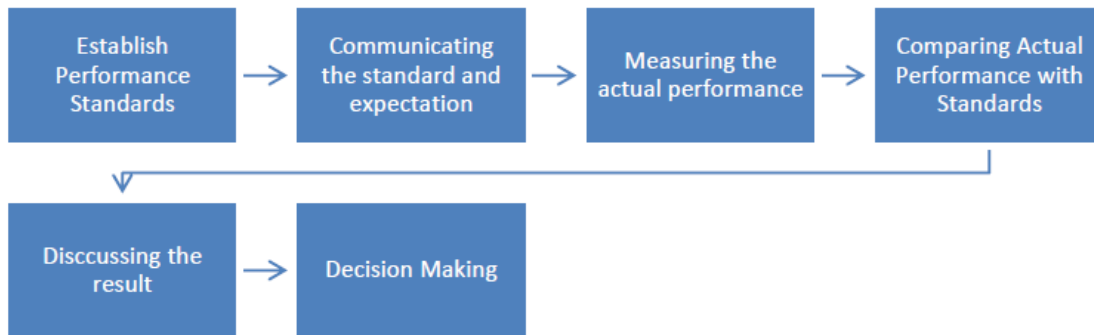 Establish
Performance
Standards
Communicating
the standard and
expectation
Measuring the
actual performance
Comparing Actual
Performance with
Standards
Disccussing the
result
Decision Making